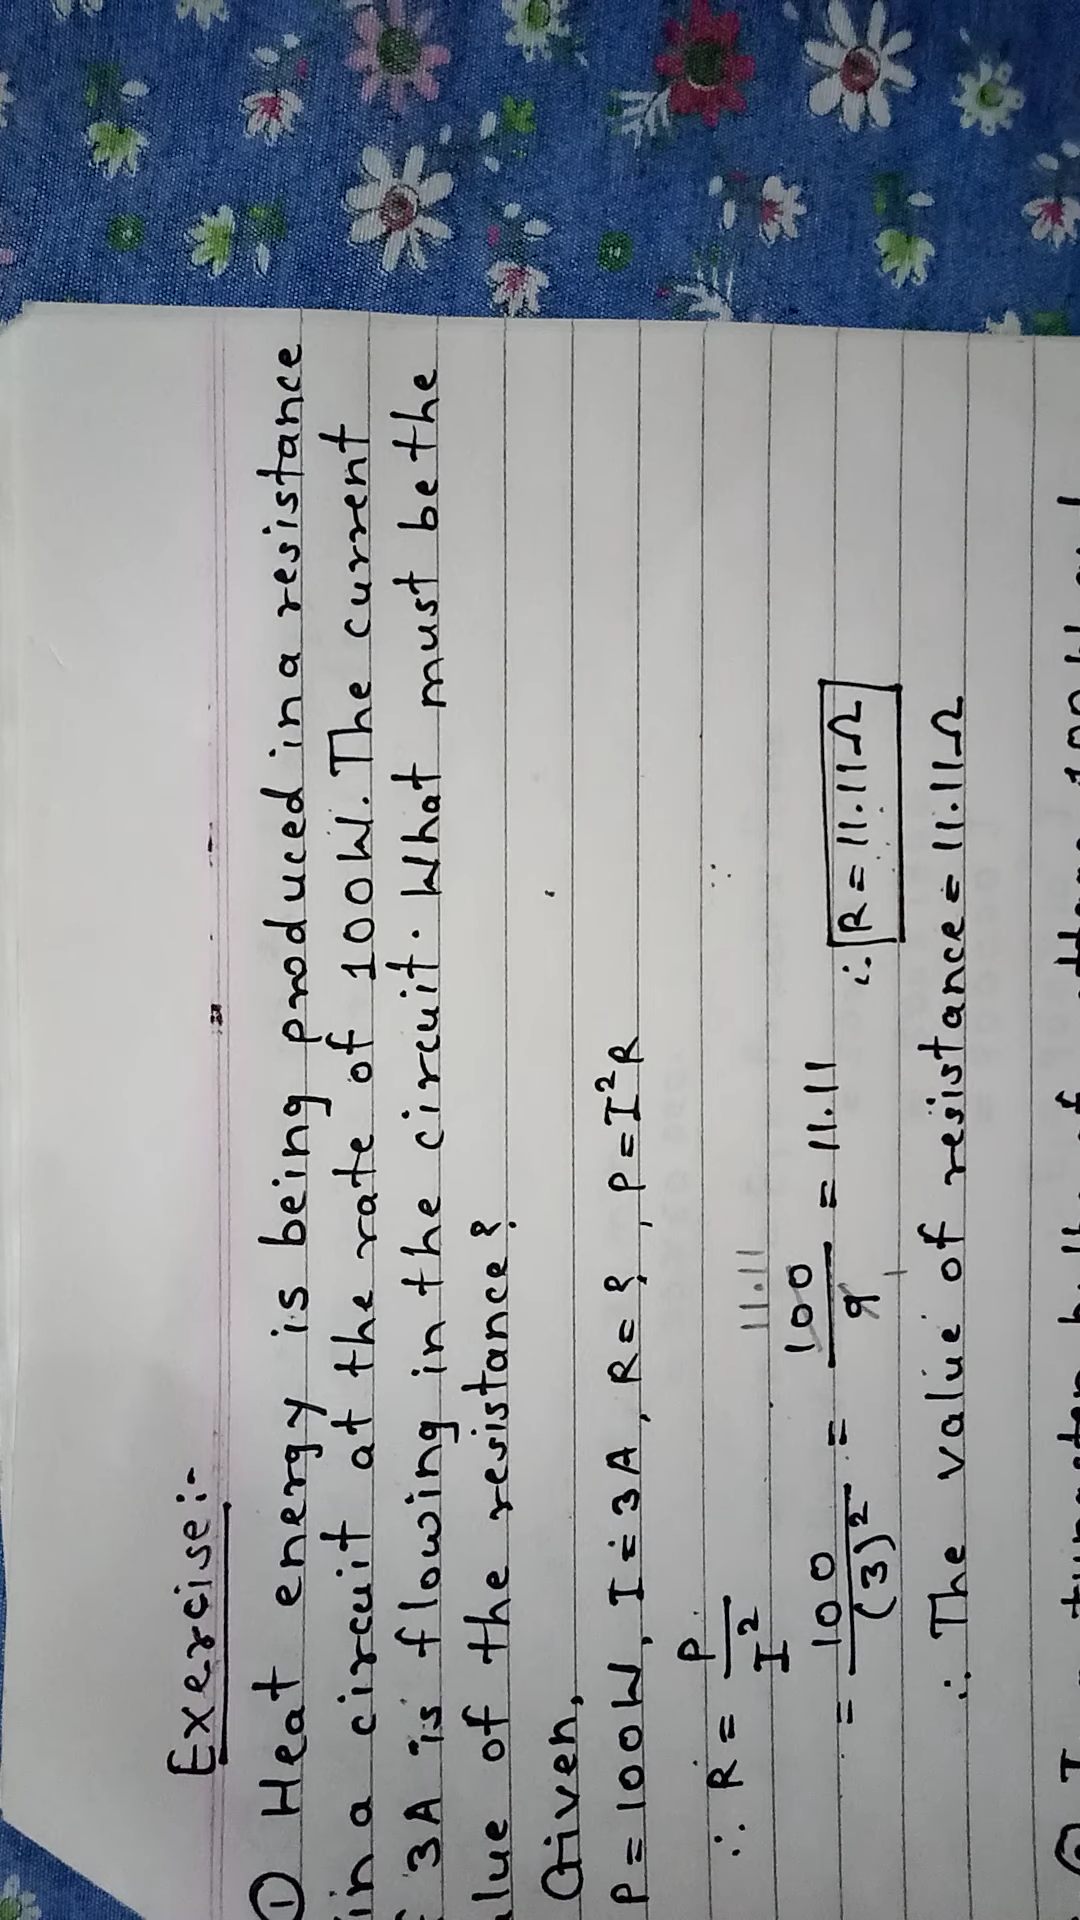 Exercise:-
① Heat energy is being produced in a resistance
in a circuit at the rate of 100W. The current
3A is flowing in the circuit. What must be the
of the resistance?
Given,
P = 100W, I = 3A, R = ?, P = I²R
∴ R = P/I²
11.11
= 100/(3)² = 100/9 = 11.11 ∴ R = 11.11Ω
∴ The value of resistance = 11.11Ω